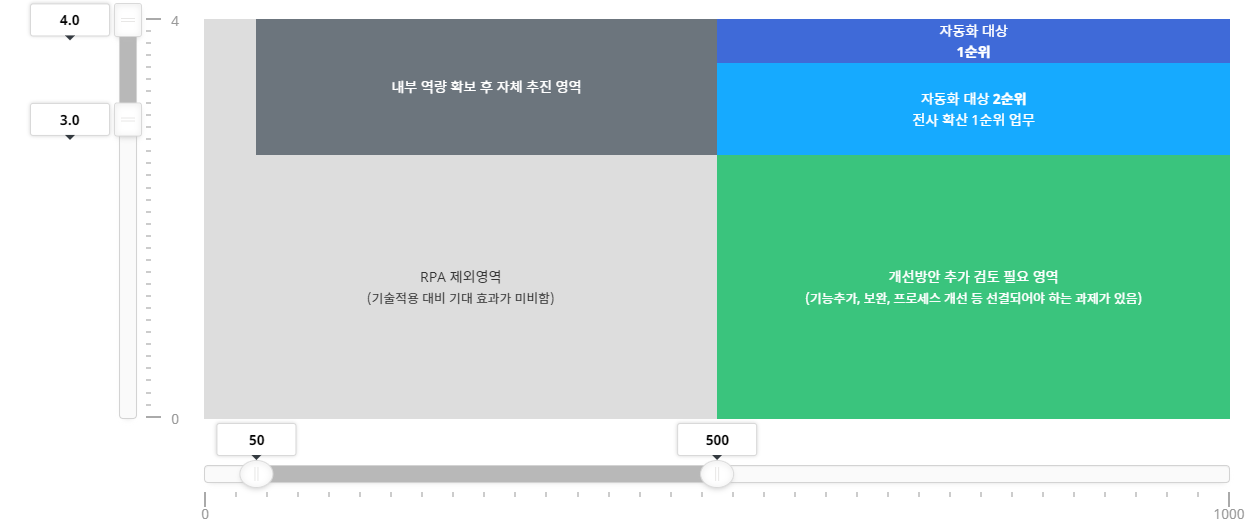 4.0
4
3.0
0
자동화 대상
1순위
내부 역량 확보 후 자체 추진 영역
자동화 대상 2순위
전사 확산 1순위 업무
RPA 제외영역
(기술적용 대비 기대 효과가 미비함)
개선방안 추가 검토 필요 영역
(기능추가, 보완, 프로세스 개선 등 선결되어야 하는 과제가 있음)
50
500
0
1000